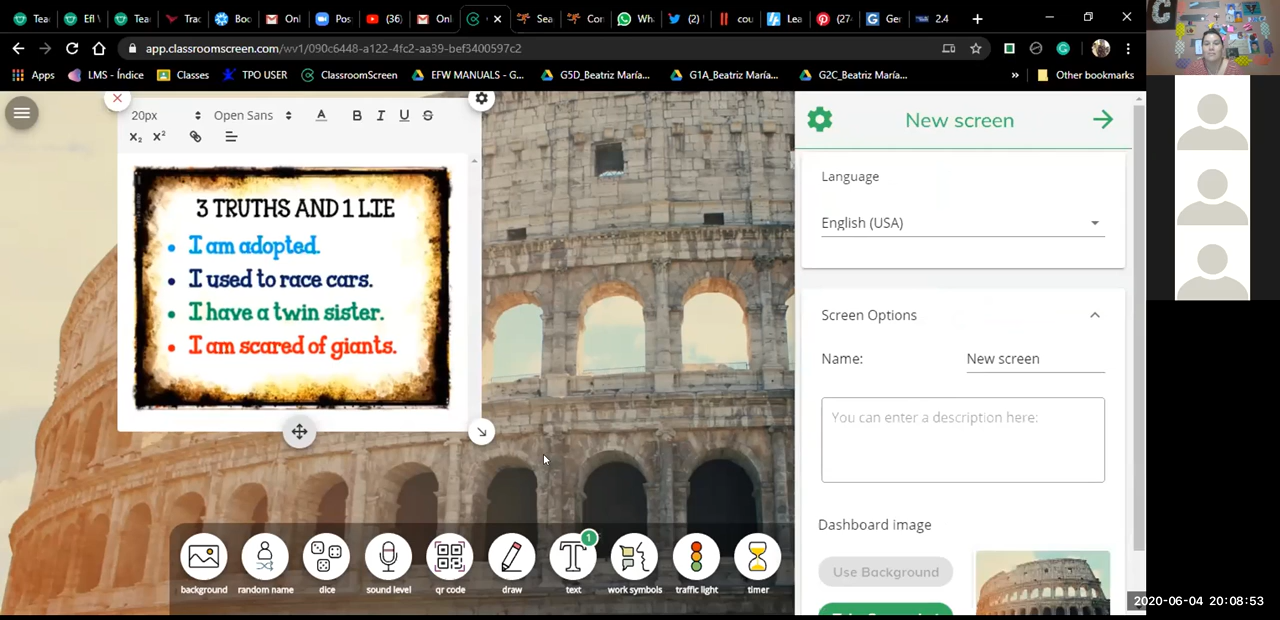 Tea
Efl V
Tea
Tra
Boo
Onl
Pos
(36)
Onl
C
Sea
Cor
Wha
(2)
cou
Lea
(27
Ge
2.4
app.classroomscreen.com/wv1/090c6448-a122-4fc2-aa39-bef3400597c2
Apps
LMS - Índice
Classes
TPO USER
ClassroomScreen
EFW MANUALS - G...
G5D_Beatriz María...
G1A_Beatriz María...
G2C_Beatriz María...
»
Other bookmarks
20px
Open Sans
A
B
I
U
S
X₂
X²
3 TRUTHS AND 1 LIE
• I am adopted.
• I used to race cars.
• I have a twin sister.
• I am scared of giants.
1
background
random name
dice
sound level
qr code
draw
text
work symbols
traffic light
timer
New screen
Language
English (USA)
Screen Options
Name:
New screen
You can enter a description here:
Dashboard image
Use Background
2020-06-04 20:08:53